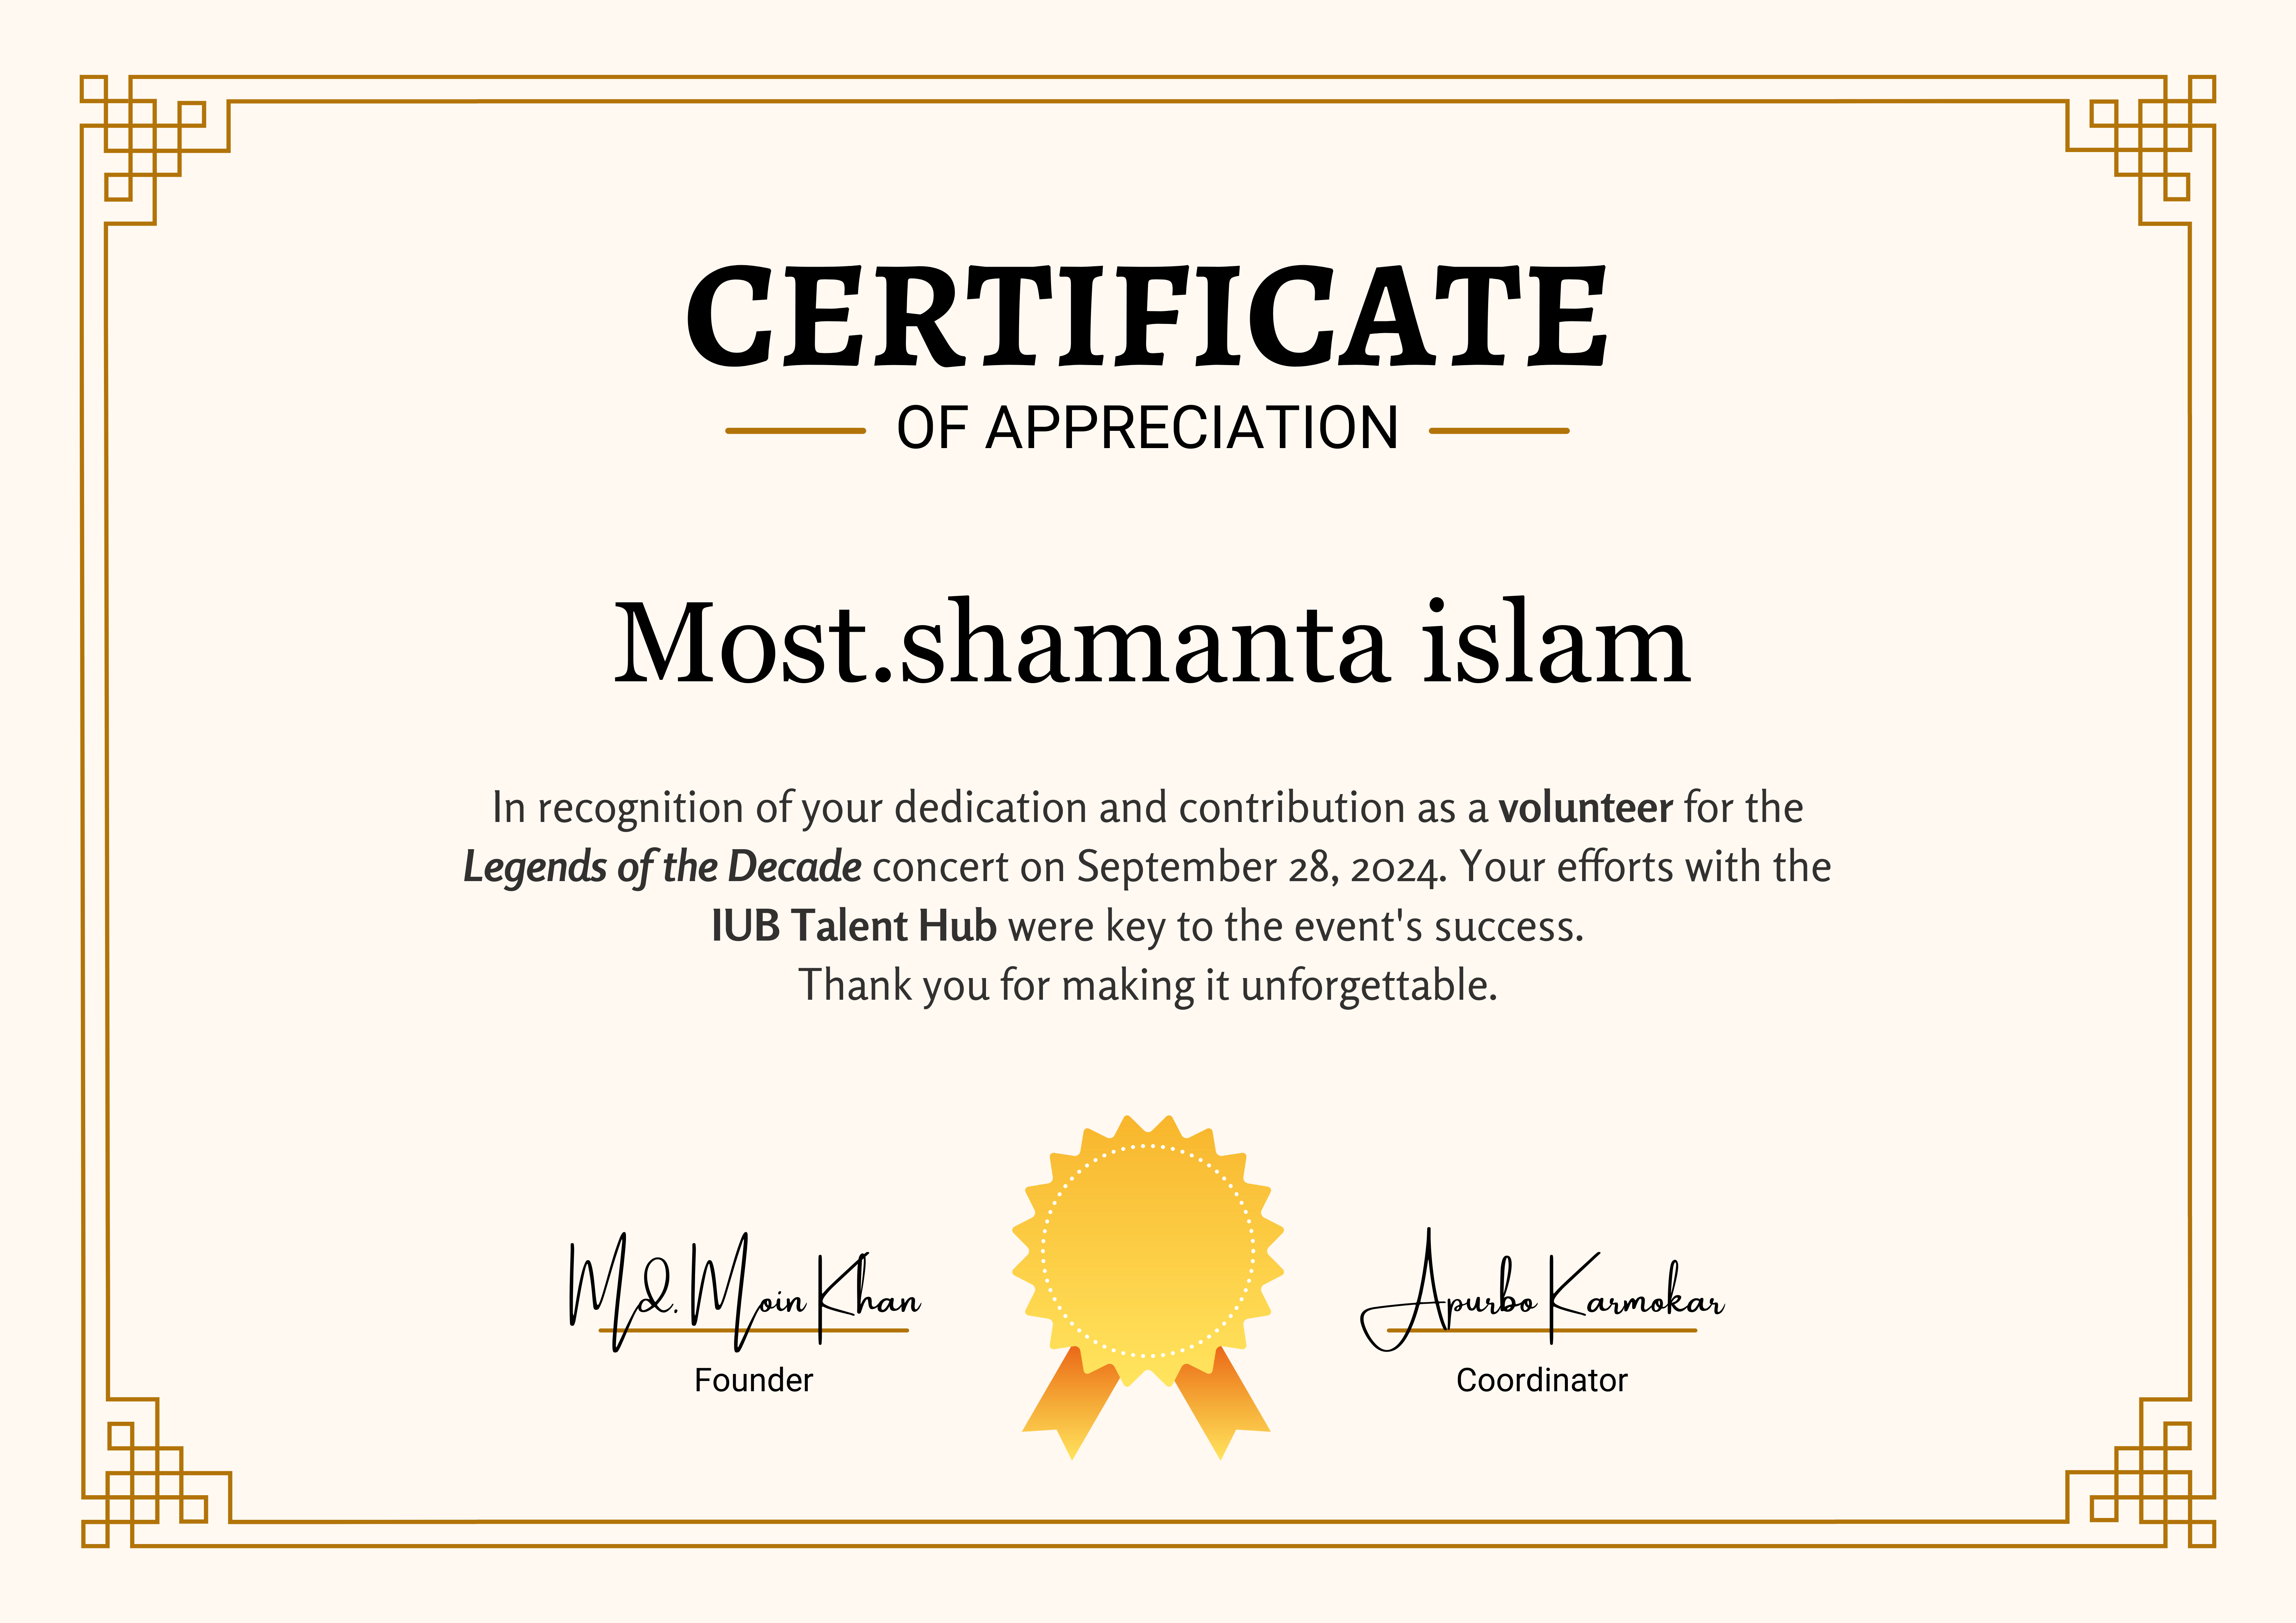 CERTIFICATE
OF APPRECIATION
Most.shamanta islam
In recognition of your dedication and contribution as a volunteer for the
Legends of the Decade concert on September 28, 2024. Your efforts with the
IUB Talent Hub were key to the event's success.
Thank you for making it unforgettable.
Md. Moin Khan
Founder
Apurbo Karmokar
Coordinator